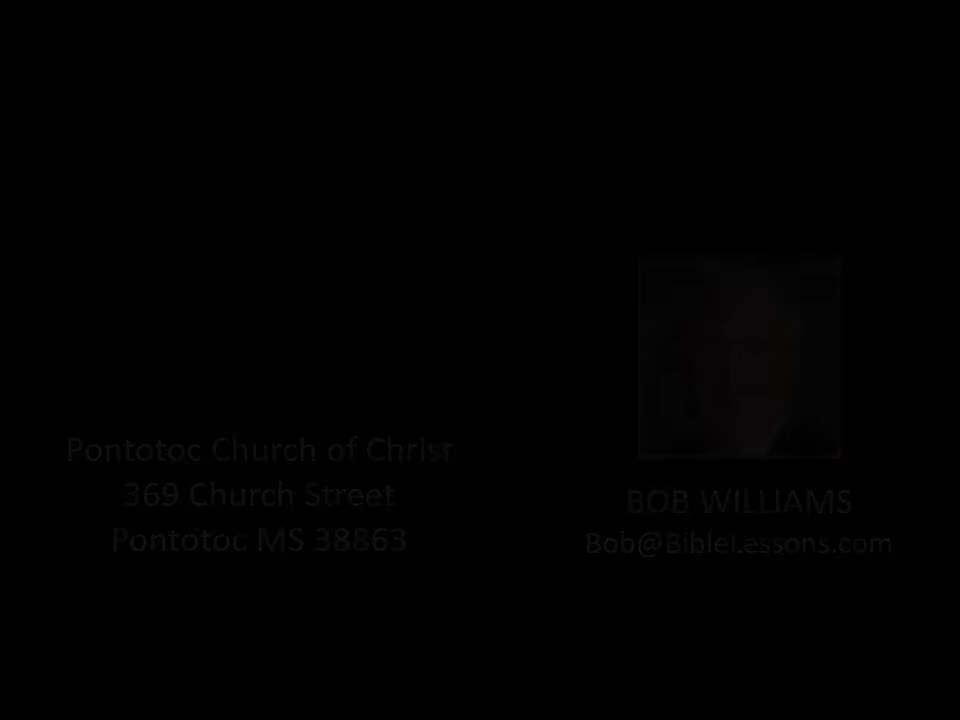 Pontotoc Church of Christ
369 Church Street
Pontotoc MS 38863
BOB WILLIAMS
Bob@BibleLessons.com